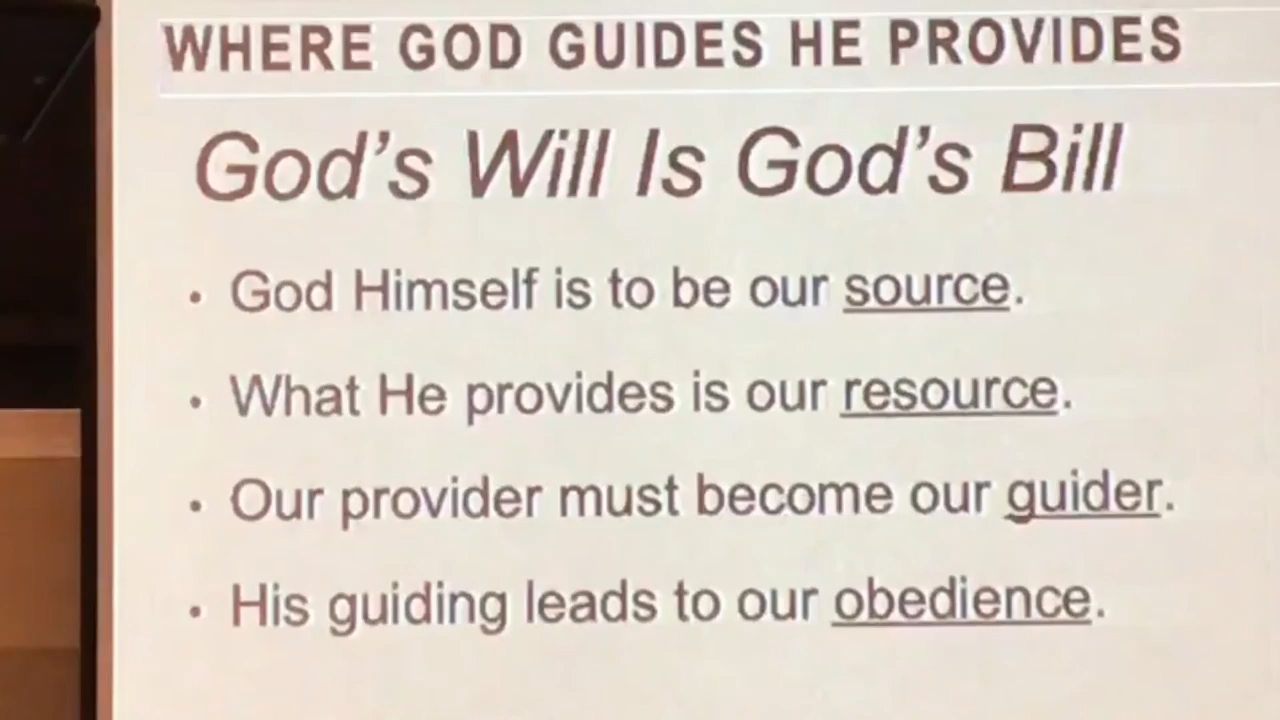 WHERE GOD GUIDES HE PROVIDES
God's Will Is God's Bill
• God Himself is to be our source.
• What He provides is our resource.
• Our provider must become our guider.
• His guiding leads to our obedience.